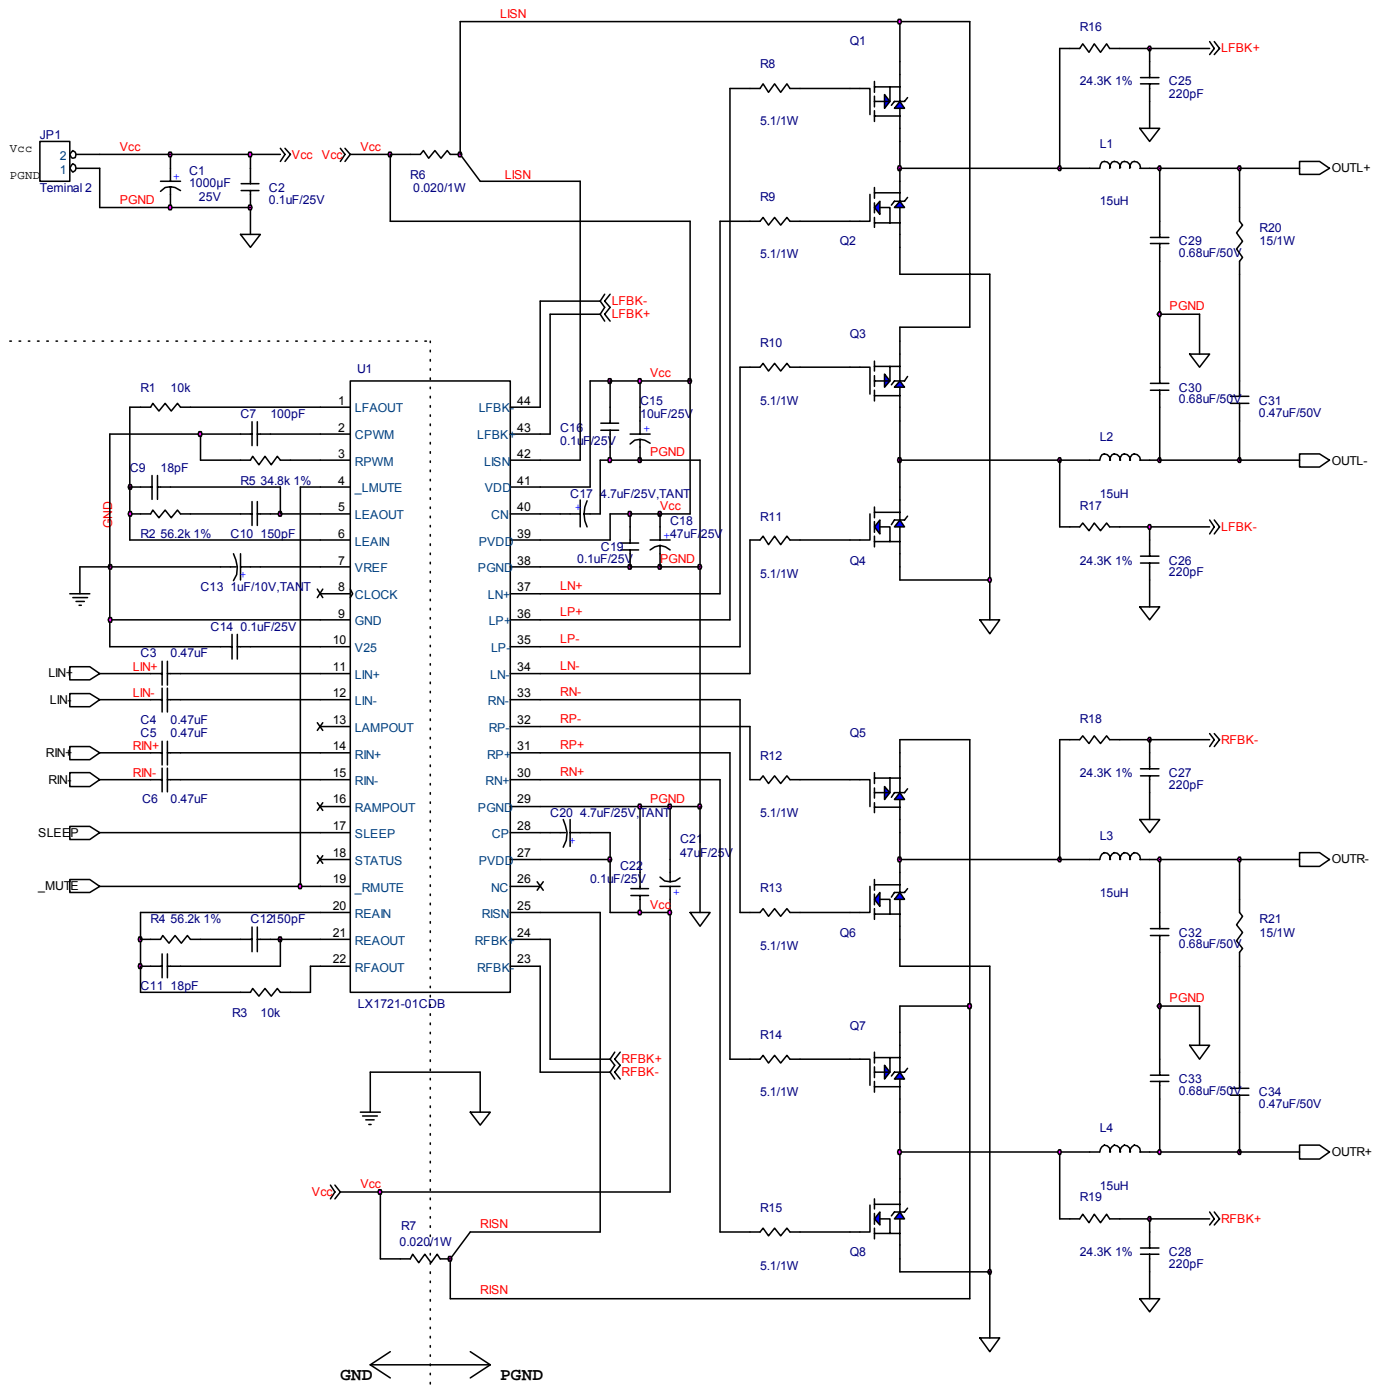 LISN
Q1
R16
LFBK+
R8
24.3K 1%
C25
220pF
5.1/1W
JP1
Vcc
2
Vcc
Vcc
Vcc
Vcc
L1
PGND
1
C1
1000µF
25V
C2
0.1uF/25V
R6
0.020/1W
LISN
OUTL+
Teminal 2
PGND
R9
15uH
Q2
C29
0.68uF/50V
R20
15/1W
5.1/1W
LFBK-
LFBK+
PGND
Q3
R10
U1
Vcc
R1 10k
5.1/1W
C30
0.68uF/50V
C31
0.47uF/50V
C7 100pF
C15
10uF/25V
C16
0.1uF/25V
PGND
1 LFAOUT
2 CPWM
3 RPWM
4 _LMUTE
5 LEAOUT
6 LEAIN
7 VREF
8 CLOCK
9 GND
10 V25
11 LIN+
12 LIN-
13 LAMPOUT
14 RIN+
15 RIN-
16 RAMPOUT
17 SLEEP
18 STATUS
19 _RMUTE
20 REAIN
21 REAOUT
22 RFAOUT
LFBK- 44
LFBK+ 43
LISN 42
VDD 41
CN 40
PVDD 39
PGND 38
LN+ 37
LP+ 36
LP- 35
LN- 34
RN- 33
RP- 32
RP+ 31
RN+ 30
PGND 29
CP 28
PVDD 27
NC 26
RISN 25
RFBK+ 24
RFBK- 23
LX1721-01CDB
C9 18pF
R5 34.8k 1%
R2 56.2k 1%
C10 150pF
GND
C13 1uF/10V,TANT
C14 0.1uF/25V
C3 0.47uF
LIN+
LIN+
LIN-
LIN-
C4 0.47uF
C5 0.47uF
RIN+
RIN+
RIN-
RIN-
C6 0.47uF
SLEEP
_MUTE
R4 56.2k 1%
C12 150pF
C11 18pF
R3 10k
C17 4.7uF/25V,TANT
Vcc
C18
47uF/25V
C19
0.1uF/25V
PGND
LN+
LP+
LP-
LN-
RN-
RP-
RP+
RN+
L2
OUTL-
15uH
R17
LFBK-
R11
24.3K 1%
C26
220pF
5.1/1W
Q4
R18
RFBK-
Q5
R12
24.3K 1%
C27
220pF
5.1/1W
PGND
C20 4.7uF/25V,TANT
C21
47uF/25V
C22
0.1uF/25V
Vcc
L3
OUTR-
15uH
R13
Q6
5.1/1W
C32
0.68uF/50V
R21
15/1W
PGND
Q7
R14
RFBK+
RFBK-
5.1/1W
C33
0.68uF/50V
C34
0.47uF/50V
L4
OUTR+
15uH
Vcc
Vcc
R19
RISN
R7
0.020/1W
R15
RFBK+
24.3K 1%
C28
220pF
5.1/1W
Q8
RISN
GND
PGND